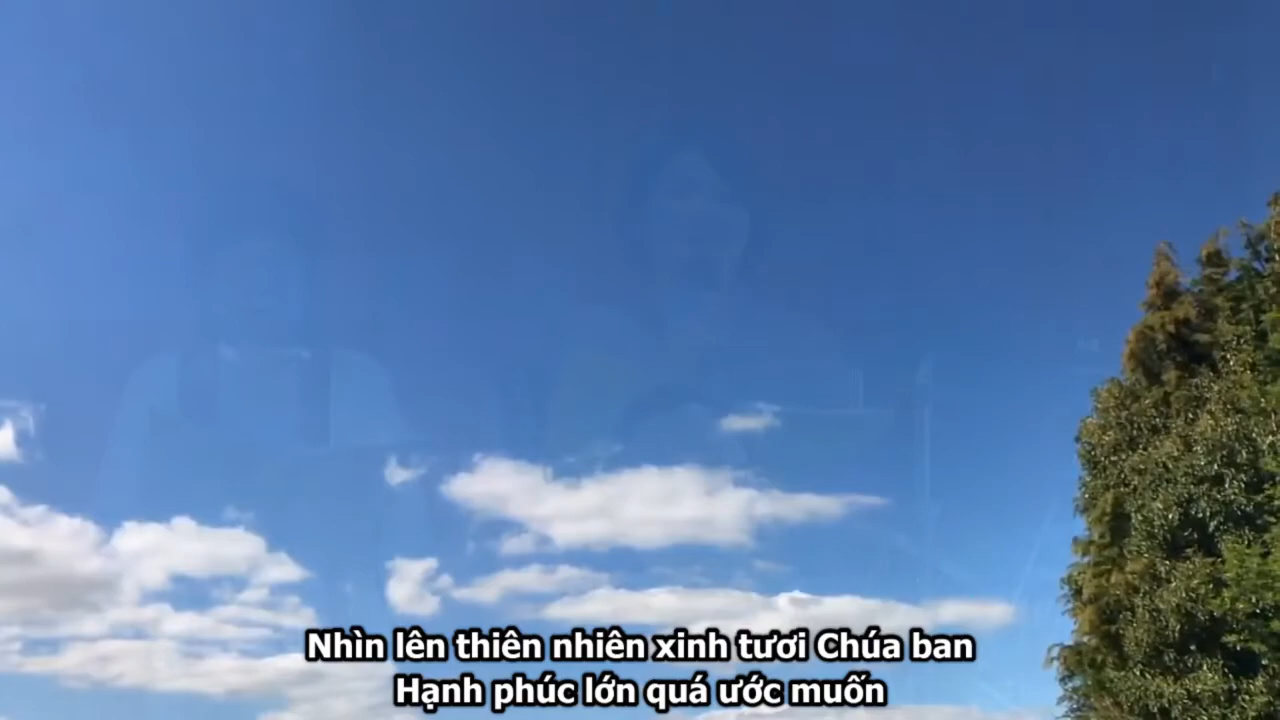 Nhìn lên thiên nhiên xinh tươi Chúa ban
Hạnh phúc lớn quá ước muốn